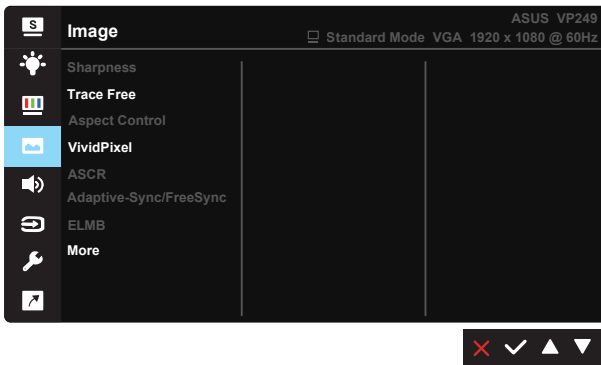 S
ASUS VP249
Image
Standard Mode VGA 1920 x 1080 @ 60Hz
Sharpness
Trace Free
Aspect Control
VividPixel
ASCR
Adaptive-Sync/FreeSync
ELMB
More